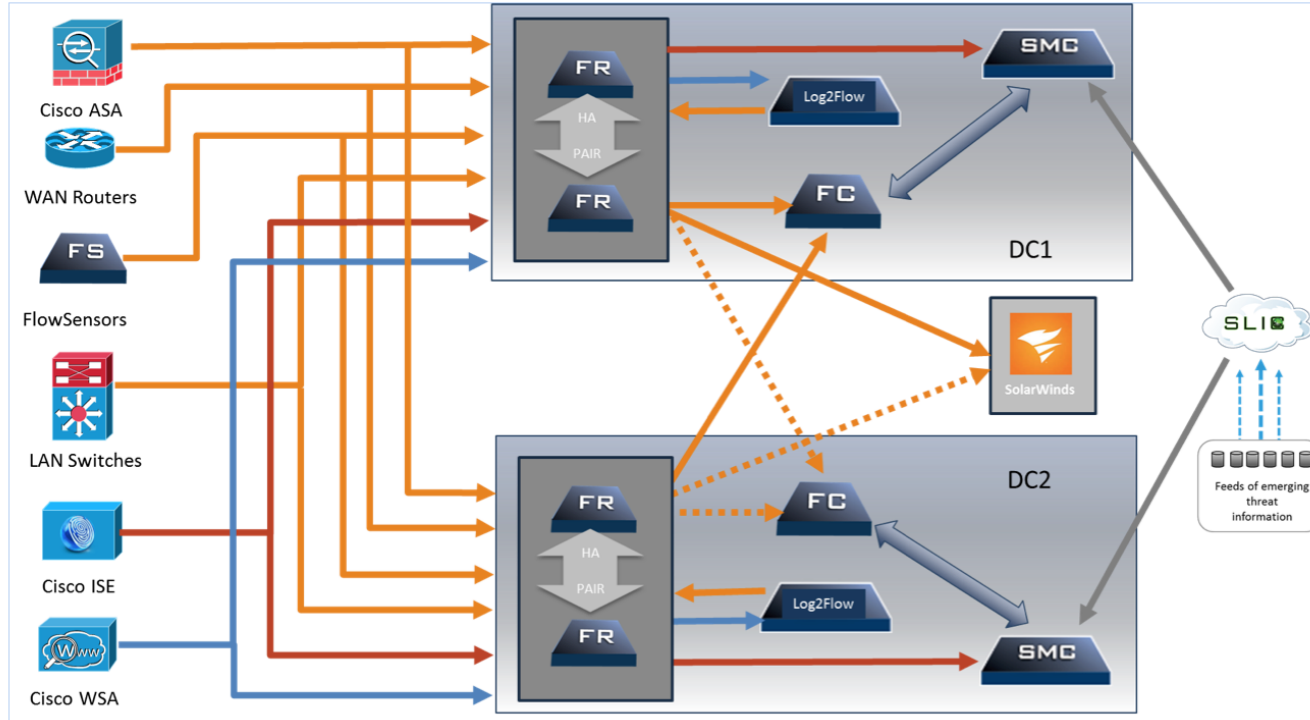 Cisco ASA
WAN Routers
FS
FlowSensors
LAN Switches
Cisco ISE
Www
Cisco WSA
FR
HA
PAIR
FR
SMC
Log2Flow
FC
DC1
SolarWinds
SLIC
Feeds of emerging
threat
information
DC2
FR
HA
PAIR
FR
FC
Log2Flow
SMC